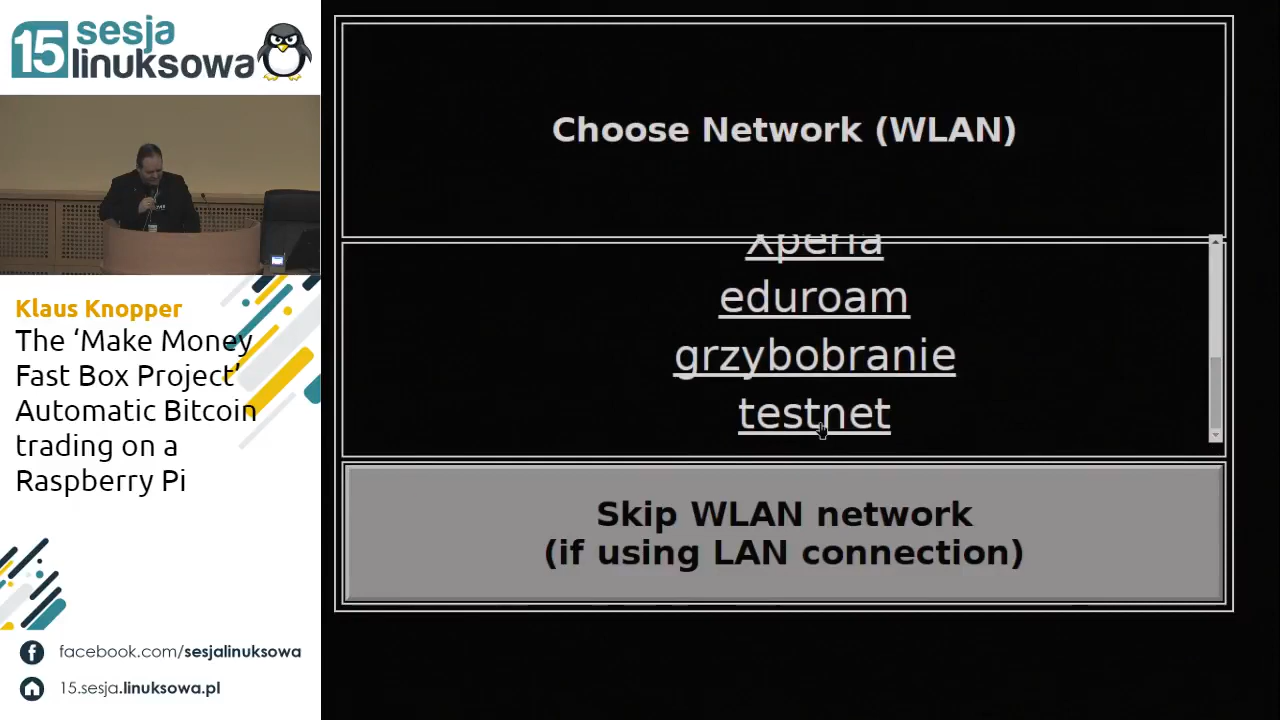 15 sesja
linuksowa
Klaus Knopper
The ‘Make Money
Fast Box Project’
Automatic Bitcoin
trading on a
Raspberry Pi
facebook.com/sesjalinuksowa
15.sesja.linuksowa.pl
Choose Network (WLAN)
Xperia
eduroam
grzybobranie
testnet
Skip WLAN network
(if using LAN connection)